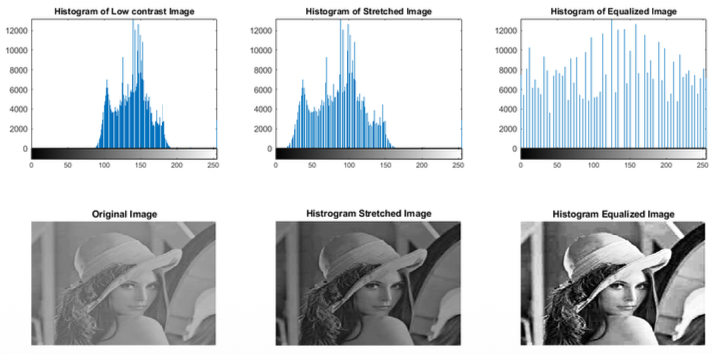 Histogram of Low contrast Image
12000
10000
8000
6000
4000
2000
0
0 50 100 150 200 250
Histogram of Stretched Image
12000
10000
8000
6000
4000
2000
0
0 50 100 150 200 250
Histogram of Equalized Image
12000
10000
8000
6000
4000
2000
0
0 50 100 150 200 250
Original Image
Histrogram Stretched Image
Histogram Equalized Image